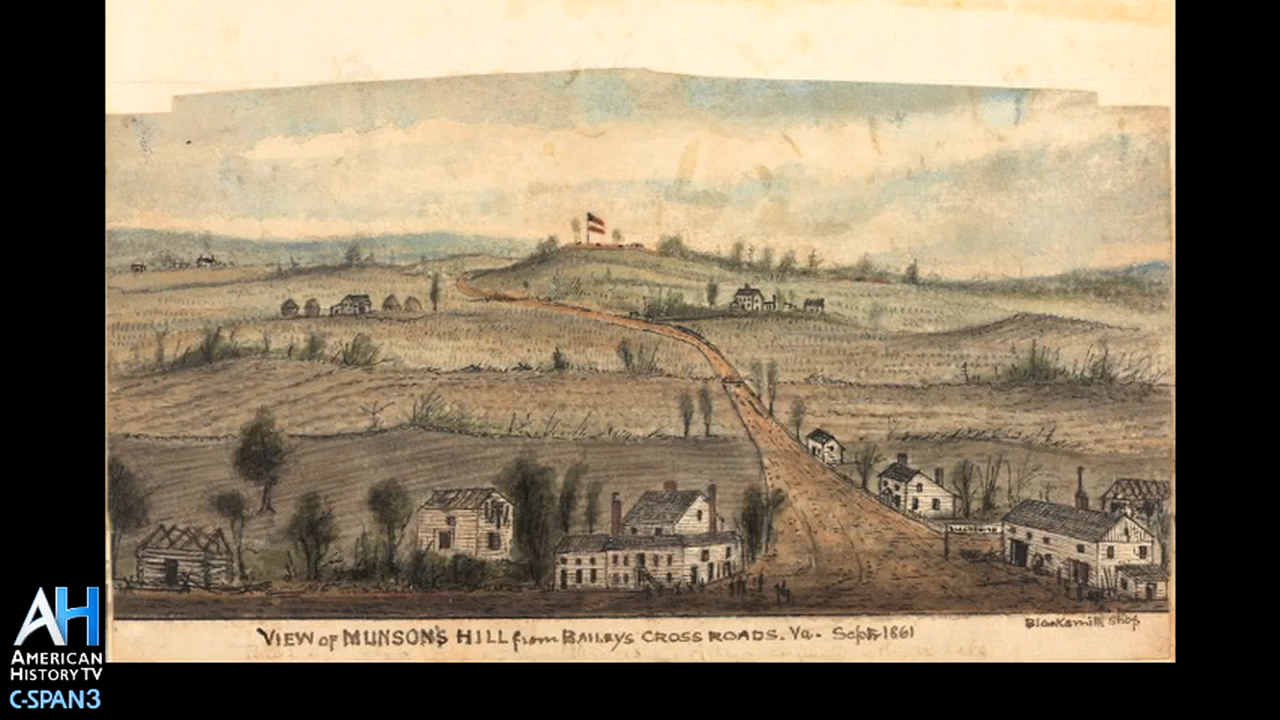 VIEW of MUNSON'S HILL from BAILEYS CROSS ROADS. Va. Sept, 1861
Blacksmith Shop
AH
AMERICAN
HISTORY TV
C-SPAN3